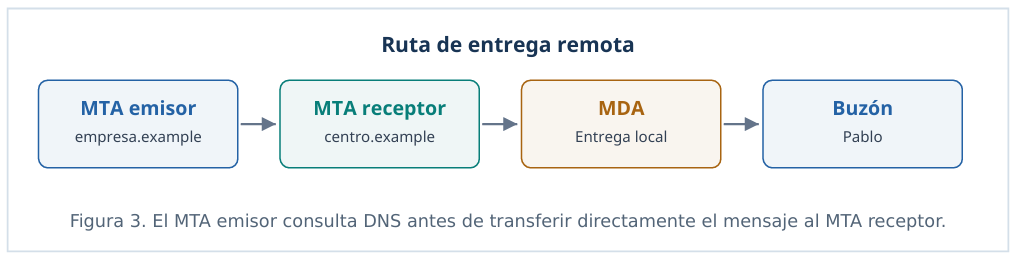 Ruta de entrega remota
MTA emisor
empresa.example
MTA receptor
centro.example
MDA
Entrega local
Buzón
Pablo
Figura 3. El MTA emisor consulta DNS antes de transferir directamente el mensaje al MTA receptor.